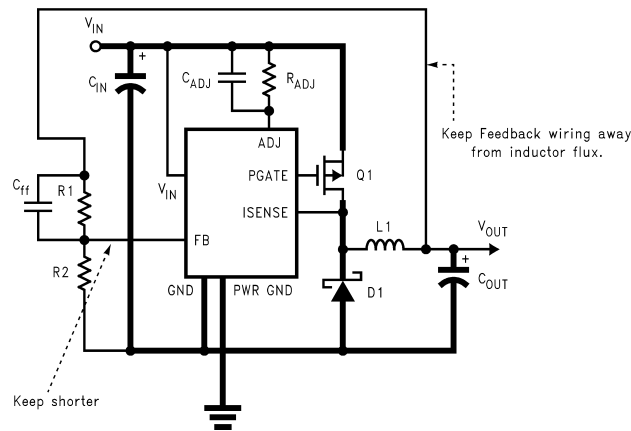 VIN
+
CIN
CADJ
RADJ
ADJ
Keep Feedback wiring away
from inductor flux.
PGATE
Q1
Cff
R1
VIN
ISENSE
L1
VOUT
FB
+
R2
GND
PWR GND
D1
COUT
Keep shorter